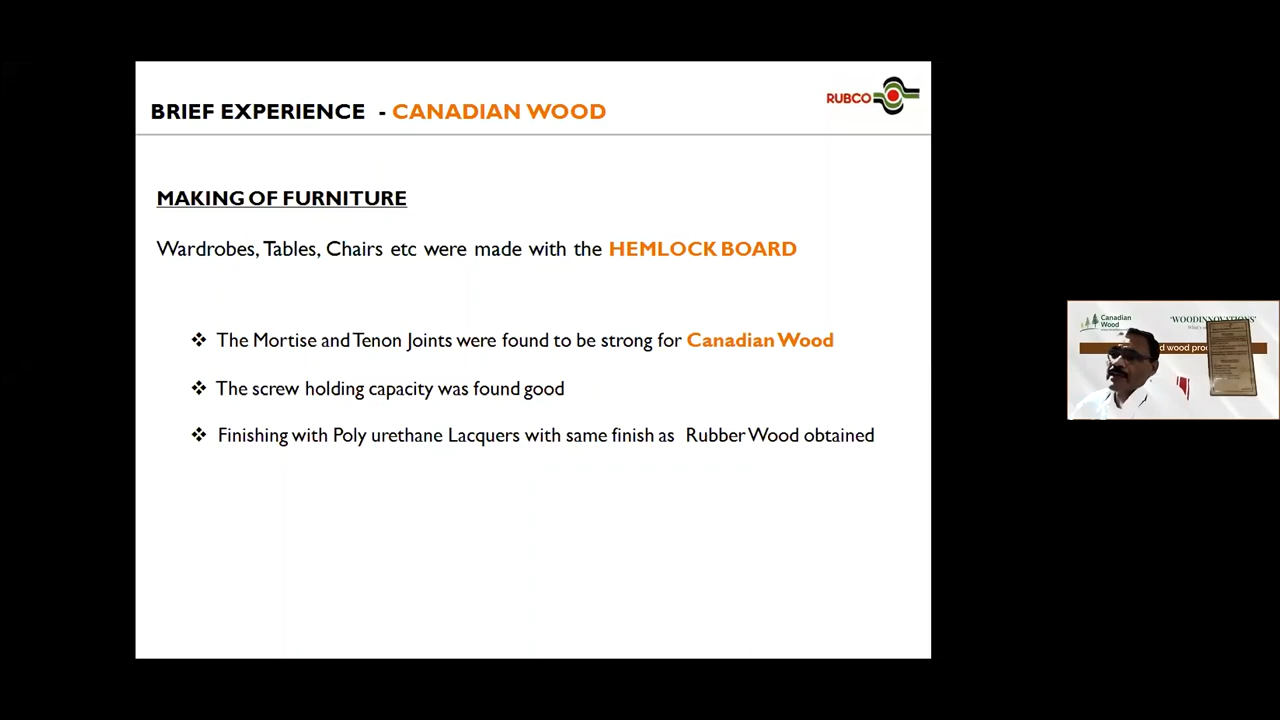 BRIEF EXPERIENCE - CANADIAN WOOD
RUBCO
MAKING OF FURNITURE
Wardrobes, Tables, Chairs etc were made with the HEMLOCK BOARD
❖ The Mortise and Tenon Joints were found to be strong for Canadian Wood
❖ The screw holding capacity was found good
❖ Finishing with Poly urethane Lacquers with same finish as Rubber Wood obtained
Canadian
Wood
'WOODINNOVATIONS'
What's
d wood pro